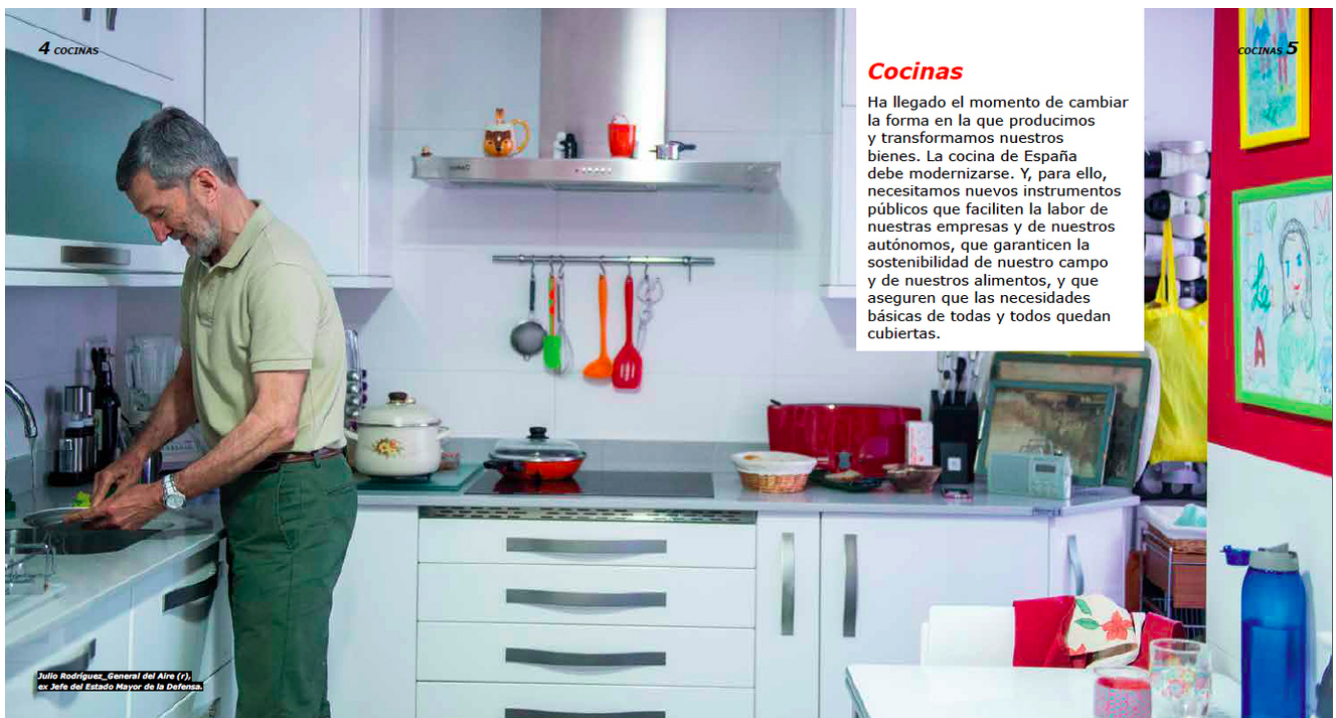 4 COCINAS
COCINAS 5
Cocinas
Ha llegado el momento de cambiar
la forma en la que producimos
y transformamos nuestros
bienes. La cocina de España
debe modernizarse. Y, para ello,
necesitamos nuevos instrumentos
públicos que faciliten la labor de
nuestras empresas y de nuestros
autónomos, que garanticen la
sostenibilidad de nuestro campo
y de nuestros alimentos, y que
aseguren que las necesidades
básicas de todas y todos quedan
cubiertas.
Julio Rodríguez_General del Aire (r),
ex Jefe del Estado Mayor de la Defensa.